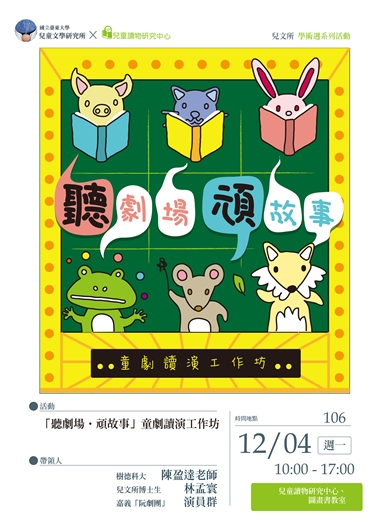 國立臺東大學
兒童文學研究所 × 兒童讀物研究中心
兒文所 學術週系列活動
聽劇場頑故事
童劇讀演工作坊
活動
「聽劇場・頑故事」童劇讀演工作坊
帶領人
樹德科大 陳盈達老師
兒文所博士生 林孟寰
嘉義「阮劇團」 演員群
時間地點
106
12/04 週一
10:00 - 17:00
兒童讀物研究中心、
圖畫書教室